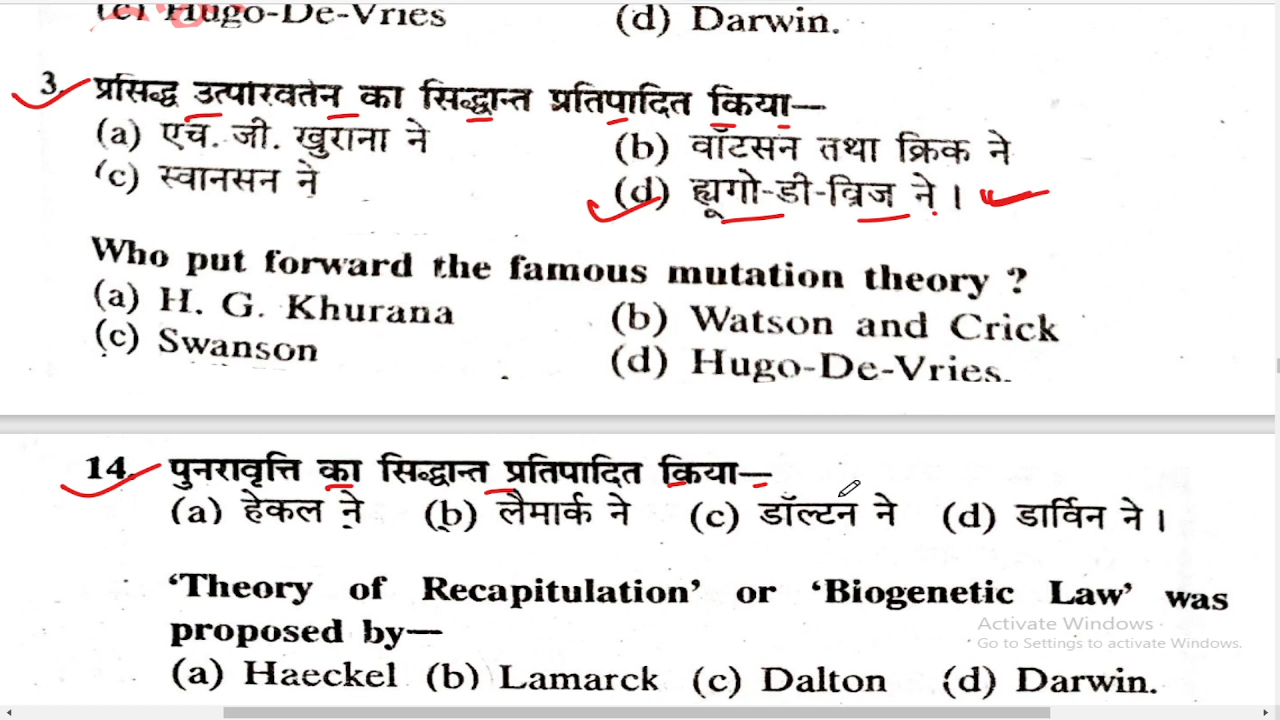 (c) Hugo-De-Vries (d) Darwin.
3. प्रसिद्ध उत्परिवर्तन का सिद्धान्त प्रतिपादित किया—
(a) एच. जी. खुराना ने (b) वॉटसन तथा क्रिक ने
(c) स्वानसन ने (d) ह्यूगो-डी-व्रिज ने।
Who put forward the famous mutation theory ?
(a) H. G. Khurana (b) Watson and Crick
(c) Swanson (d) Hugo-De-Vries.
14. पुनरावृत्ति का सिद्धान्त प्रतिपादित किया—
(a) हेकल ने (b) लैमार्क ने (c) डॉल्टन ने (d) डार्विन ने।
‘Theory of Recapitulation’ or ‘Biogenetic Law’ was
proposed by—
Activate Windows
Go to Settings to activate Windows.
(a) Haeckel (b) Lamarck (c) Dalton (d) Darwin.